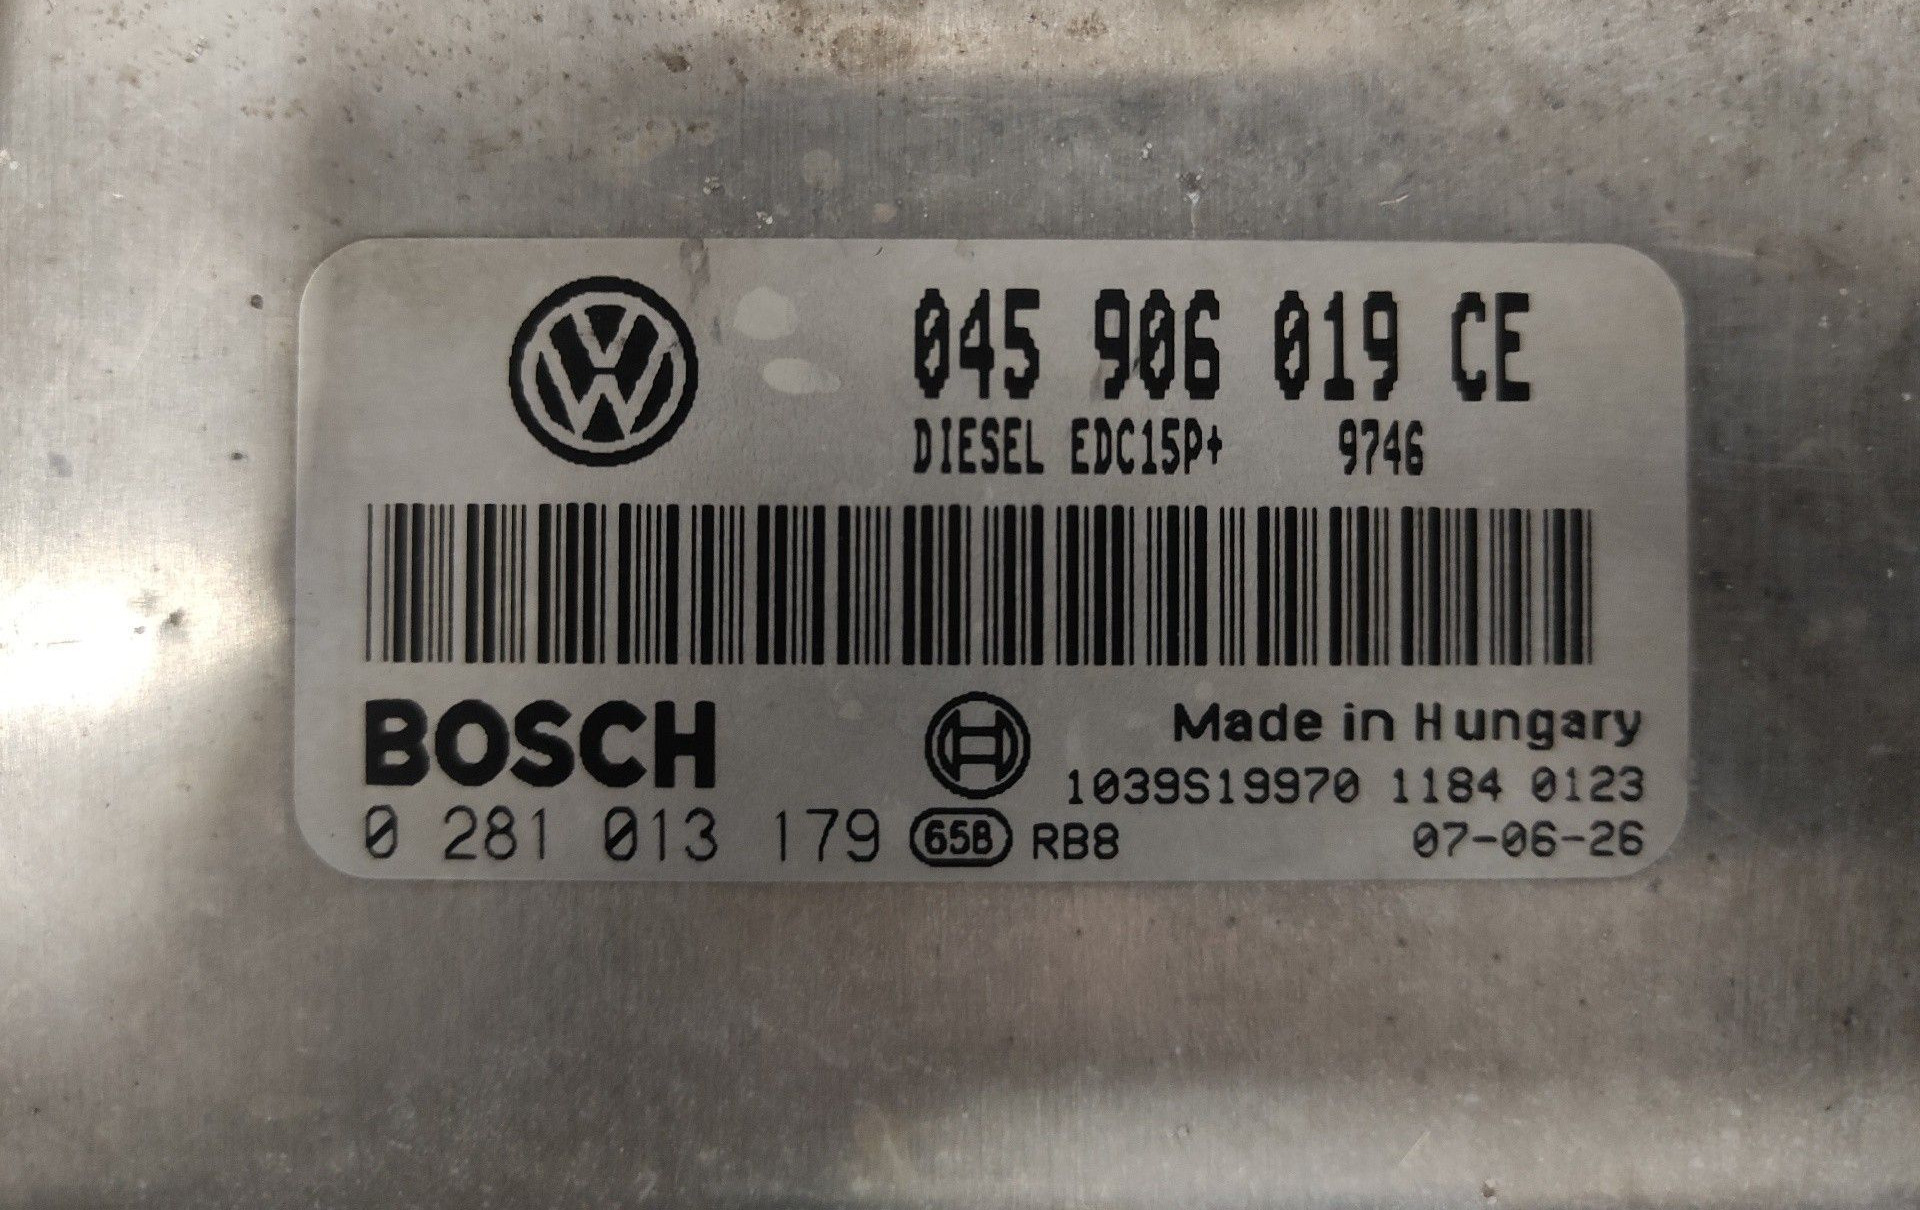 045 906 019 CE
DIESEL EDC15P+ 9746
BOSCH
Made in Hungary
1039S19970 1184 0123
0 281 013 179 658 RB8 07-06-26